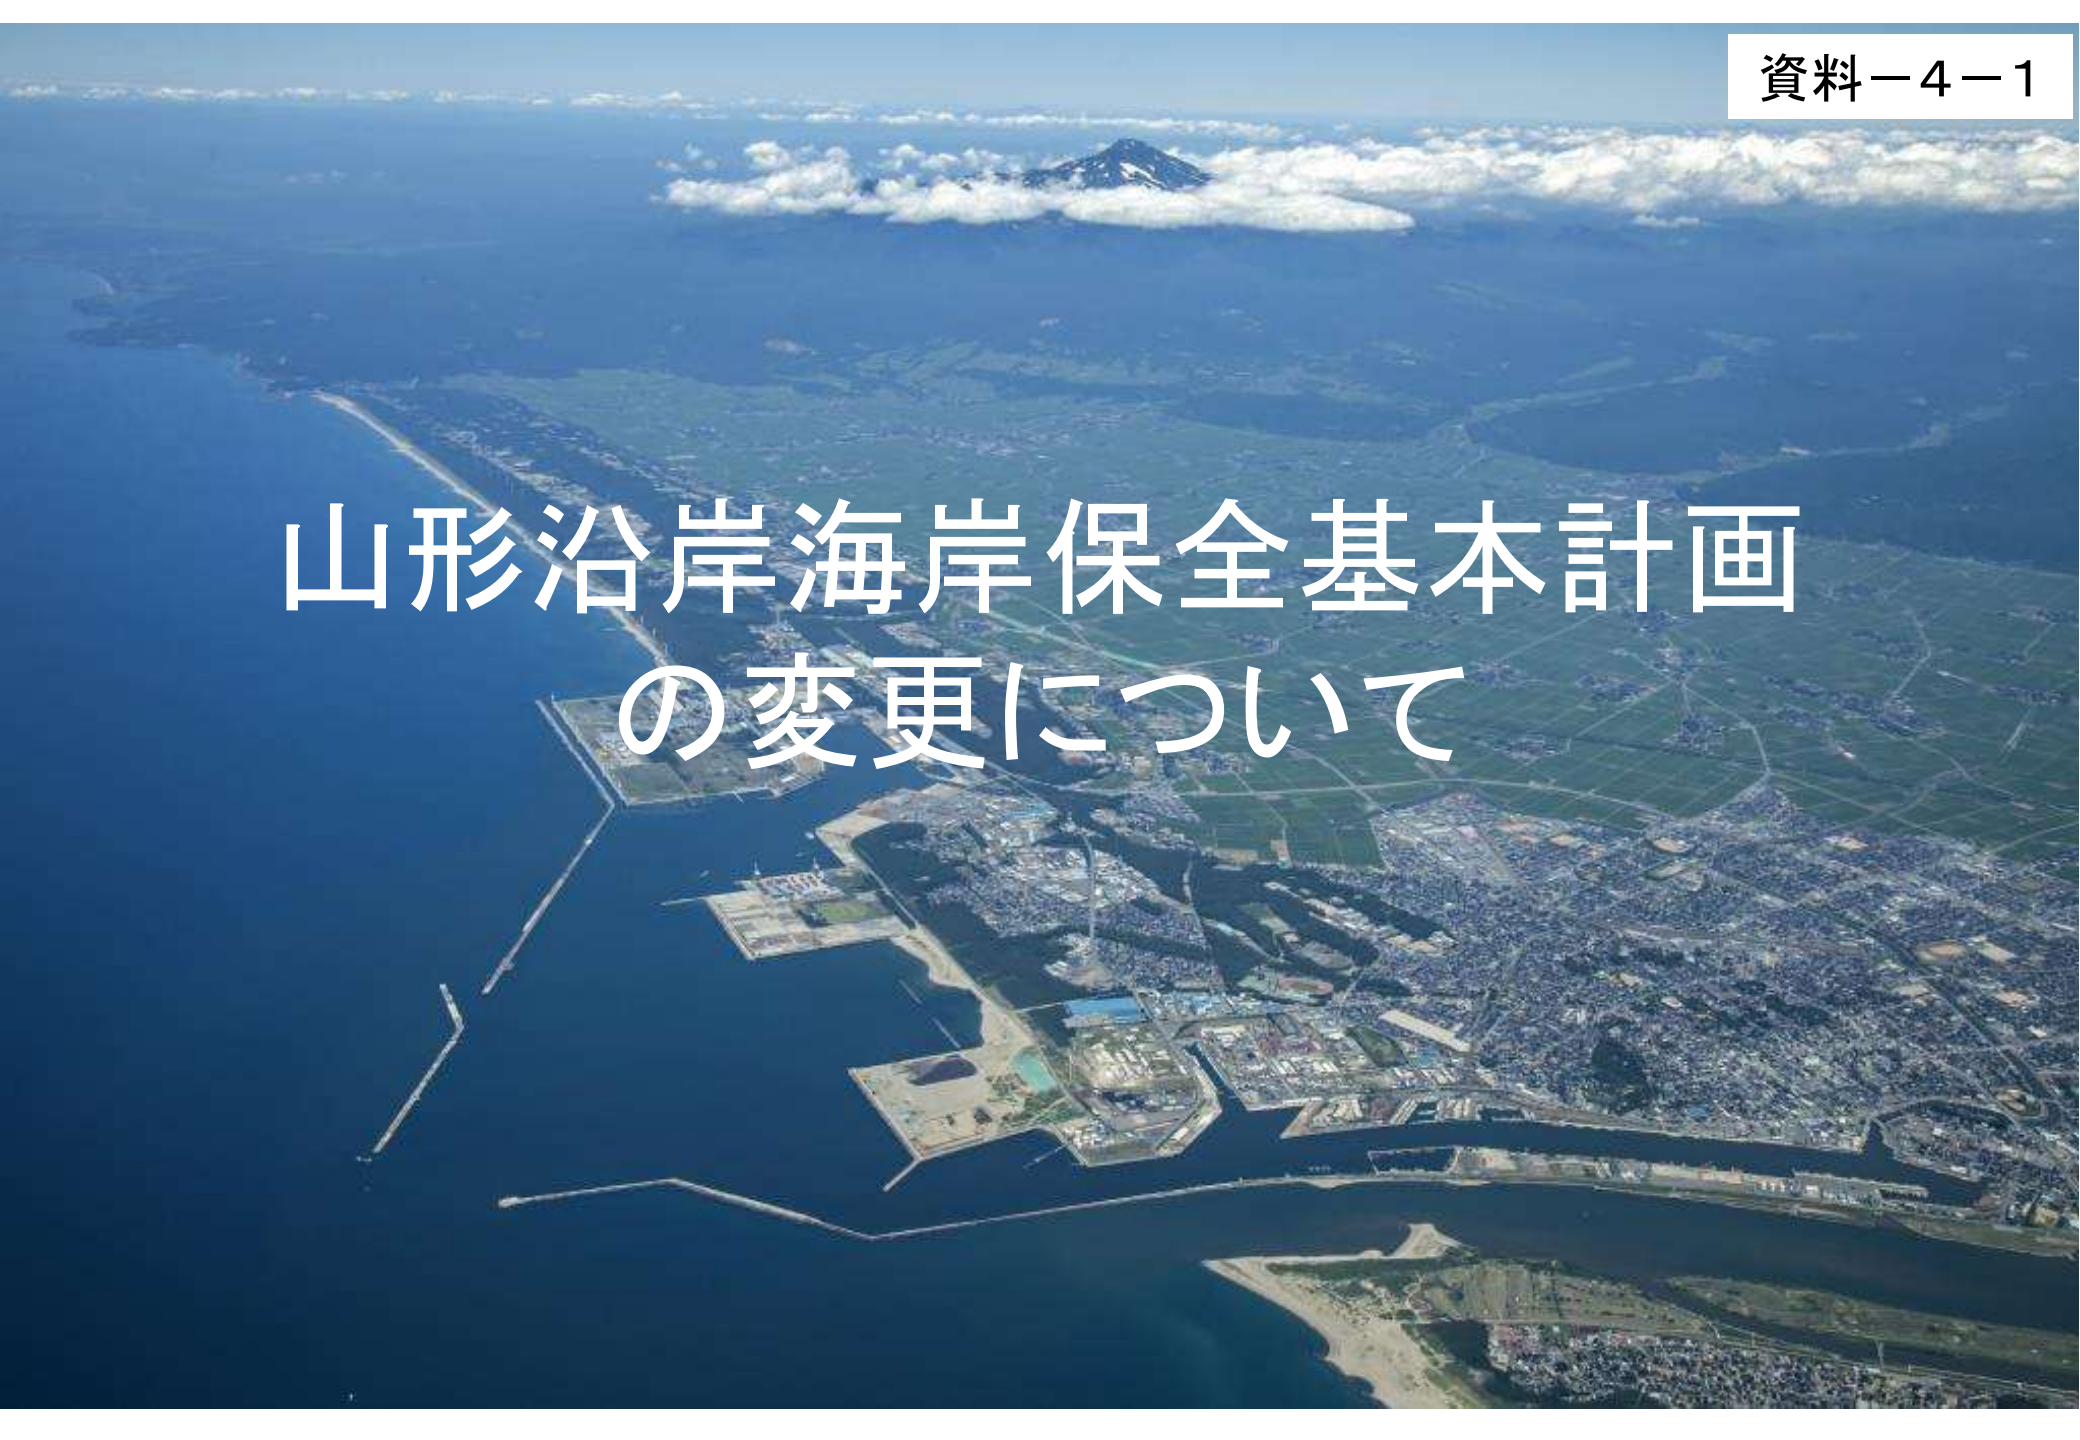 資料－４－１
山形沿岸海岸保全基本計画
の変更について